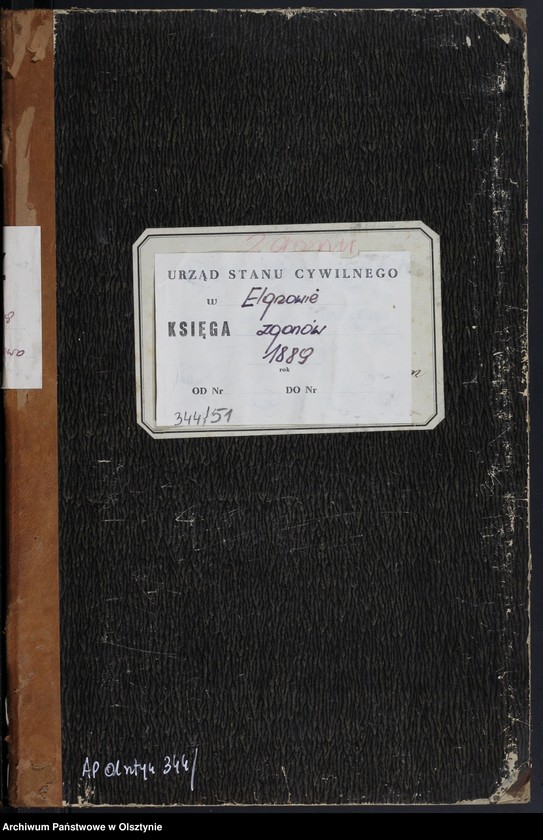 Zgonów
URZĄD STANU CYWILNEGO
w Elgnowie
KSIĘGA zgonów
1889
rok
OD Nr DO Nr
344/51
AP Olsztyn 344/
Archiwum Państwowe w Olsztynie